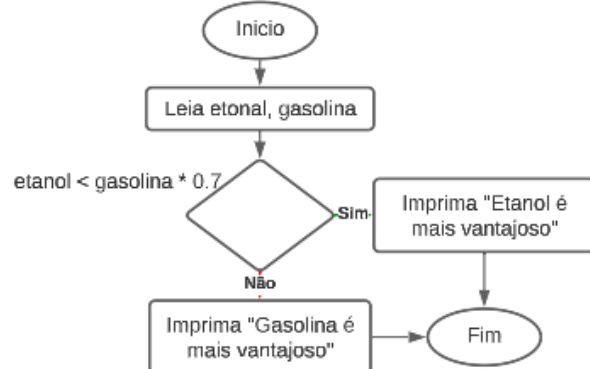 Inicio
Leia etonal, gasolina
etanol < gasolina * 0.7
Sim
Imprima "Etanol é
mais vantajoso"
Não
Imprima "Gasolina é
mais vantajoso"
Fim